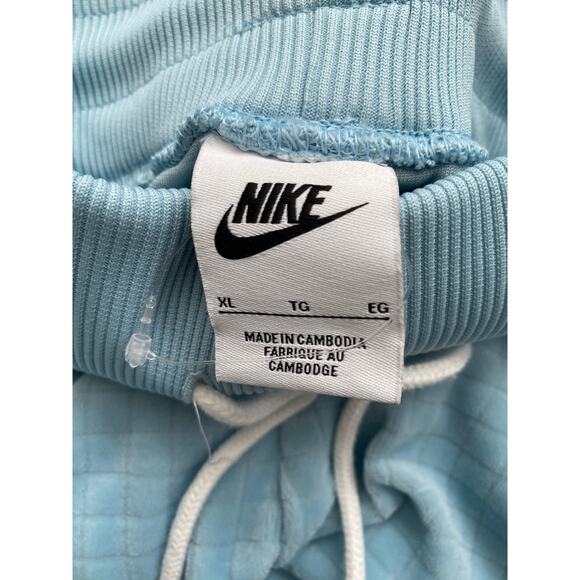 NIKE
XL TG EG
MADE IN CAMBODIA
FABRIQUE AU
CAMBODGE